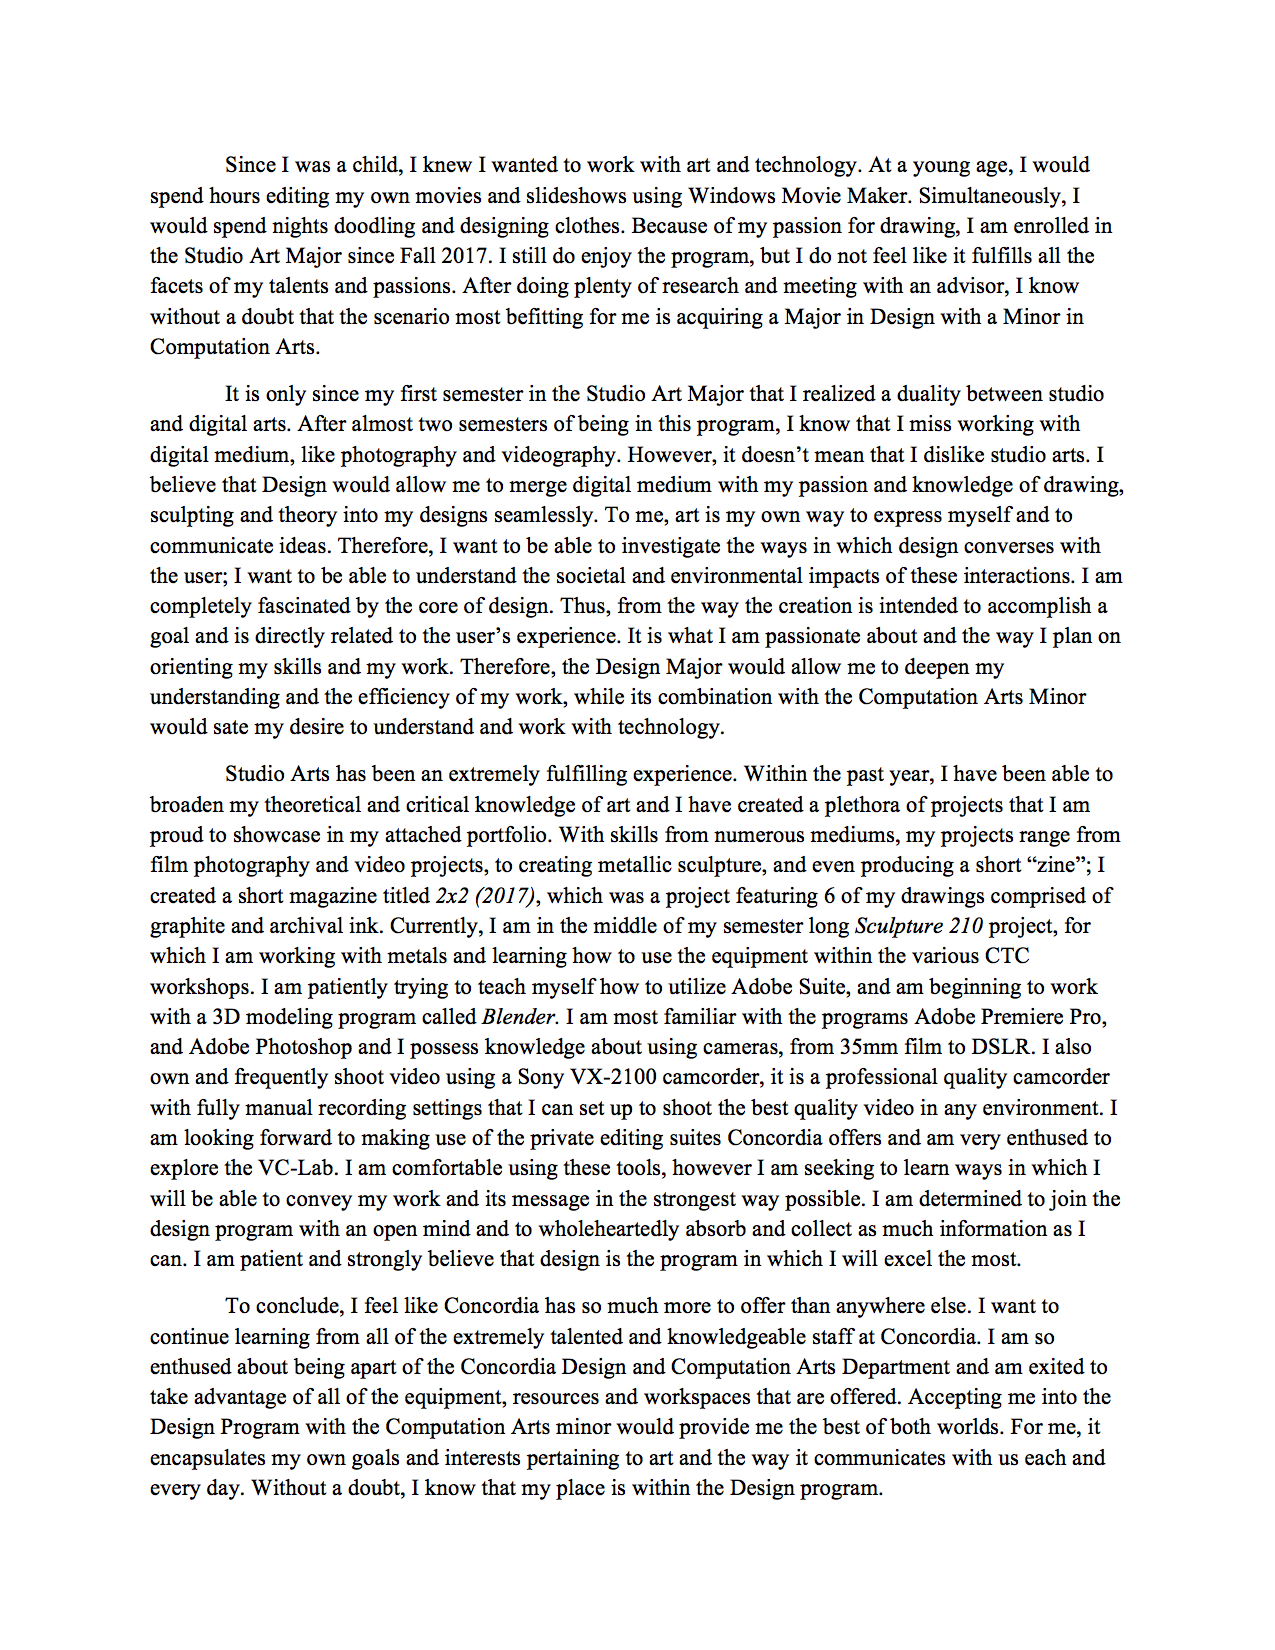 Since I was a child, I knew I wanted to work with art and technology. At a young age, I would
spend hours editing my own movies and slideshows using Windows Movie Maker. Simultaneously, I
would spend nights doodling and designing clothes. Because of my passion for drawing, I am enrolled in
the Studio Art Major since Fall 2017. I still do enjoy the program, but I do not feel like it fulfills all the
facets of my talents and passions. After doing plenty of research and meeting with an advisor, I know
without a doubt that the scenario most befitting for me is acquiring a Major in Design with a Minor in
Computation Arts.
It is only since my first semester in the Studio Art Major that I realized a duality between studio
and digital arts. After almost two semesters of being in this program, I know that I miss working with
digital medium, like photography and videography. However, it doesn’t mean that I dislike studio arts. I
believe that Design would allow me to merge digital medium with my passion and knowledge of drawing,
sculpting and theory into my designs seamlessly. To me, art is my own way to express myself and to
communicate ideas. Therefore, I want to be able to investigate the ways in which design converses with
the user; I want to be able to understand the societal and environmental impacts of these interactions. I am
completely fascinated by the core of design. Thus, from the way the creation is intended to accomplish a
goal and is directly related to the user’s experience. It is what I am passionate about and the way I plan on
orienting my skills and my work. Therefore, the Design Major would allow me to deepen my
understanding and the efficiency of my work, while its combination with the Computation Arts Minor
would sate my desire to understand and work with technology.
Studio Arts has been an extremely fulfilling experience. Within the past year, I have been able to
broaden my theoretical and critical knowledge of art and I have created a plethora of projects that I am
proud to showcase in my attached portfolio. With skills from numerous mediums, my projects range from
film photography and video projects, to creating metallic sculpture, and even producing a short “zine”; I
created a short magazine titled 2x2 (2017), which was a project featuring 6 of my drawings comprised of
graphite and archival ink. Currently, I am in the middle of my semester long Sculpture 210 project, for
which I am working with metals and learning how to use the equipment within the various CTC
workshops. I am patiently trying to teach myself how to utilize Adobe Suite, and am beginning to work
with a 3D modeling program called Blender. I am most familiar with the programs Adobe Premiere Pro,
and Adobe Photoshop and I possess knowledge about using cameras, from 35mm film to DSLR. I also
own and frequently shoot video using a Sony VX-2100 camcorder, it is a professional quality camcorder
with fully manual recording settings that I can set up to shoot the best quality video in any environment. I
am looking forward to making use of the private editing suites Concordia offers and am very enthused to
explore the VC-Lab. I am comfortable using these tools, however I am seeking to learn ways in which I
will be able to convey my work and its message in the strongest way possible. I am determined to join the
design program with an open mind and to wholeheartedly absorb and collect as much information as I
can. I am patient and strongly believe that design is the program in which I will excel the most.
To conclude, I feel like Concordia has so much more to offer than anywhere else. I want to
continue learning from all of the extremely talented and knowledgeable staff at Concordia. I am so
enthused about being apart of the Concordia Design and Computation Arts Department and am exited to
take advantage of all of the equipment, resources and workspaces that are offered. Accepting me into the
Design Program with the Computation Arts minor would provide me the best of both worlds. For me, it
encapsulates my own goals and interests pertaining to art and the way it communicates with us each and
every day. Without a doubt, I know that my place is within the Design program.